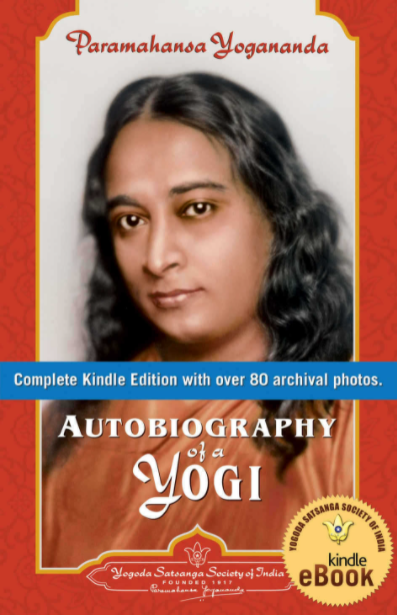 Paramahansa Yogananda
Complete Kindle Edition with over 80 archival photos.
AUTOBIOGRAPHY
of a
YOGI
Yogoda Satsanga Society of India
FOUNDED 1917
Paramahansa Yogananda
YOGODA SATSANGA SOCIETY OF INDIA
kindle
eBook